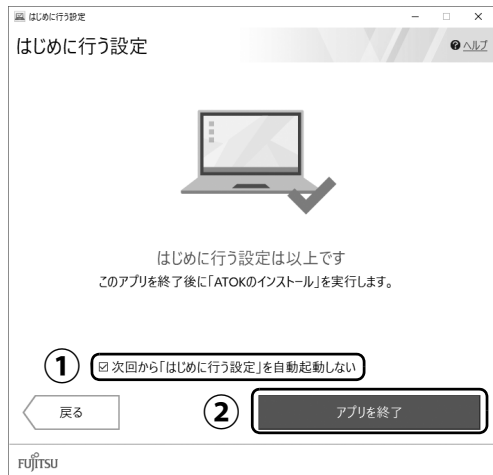 はじめに行う設定
はじめに行う設定
? ヘルプ
はじめに行う設定は以上です
このアプリを終了後に「ATOKのインストール」を実行します。
① ☑ 次回から「はじめに行う設定」を自動起動しない
戻る
② アプリを終了
FUJITSU